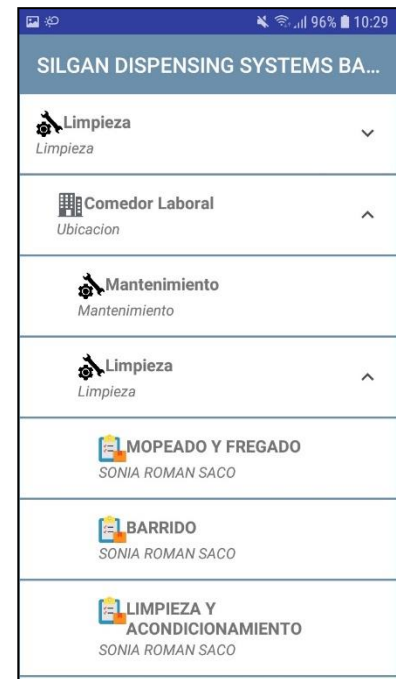 96% 10:29
SILGAN DISPENSING SYSTEMS BA...
Limpieza
Limpieza
Comedor Laboral
Ubicacion
Mantenimiento
Mantenimiento
Limpieza
Limpieza
MOPEADO Y FREGADO
SONIA ROMAN SACO
BARRIDO
SONIA ROMAN SACO
LIMPIEZA Y
ACONDICIONAMIENTO
SONIA ROMAN SACO